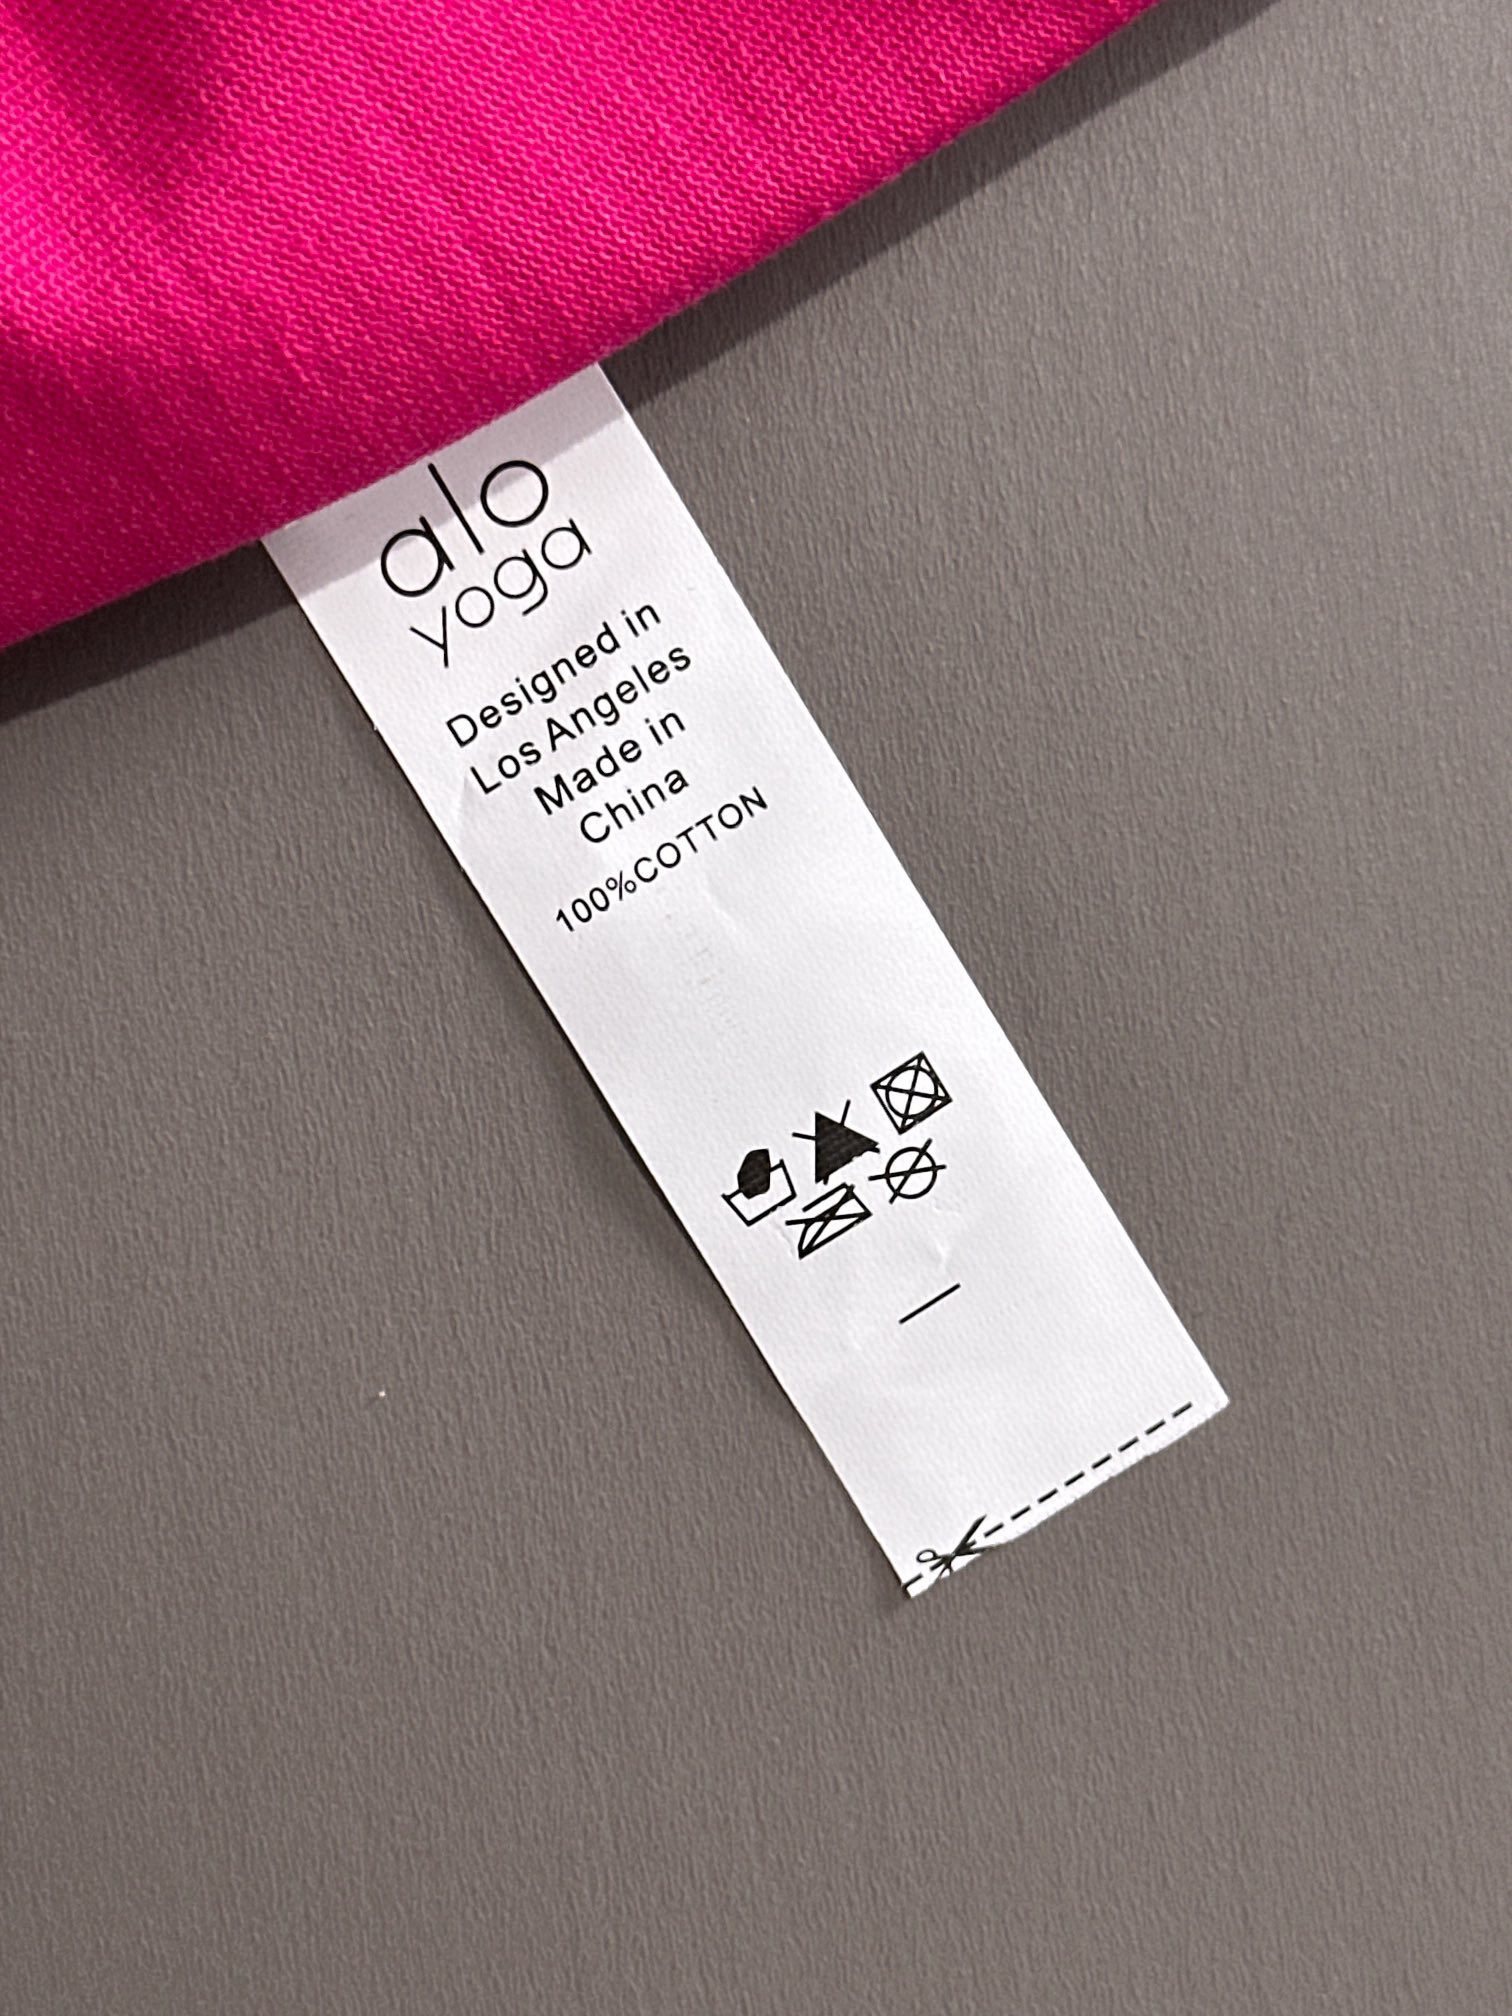 alo
yoga
Designed in
Los Angeles
Made in
China
100%COTTON